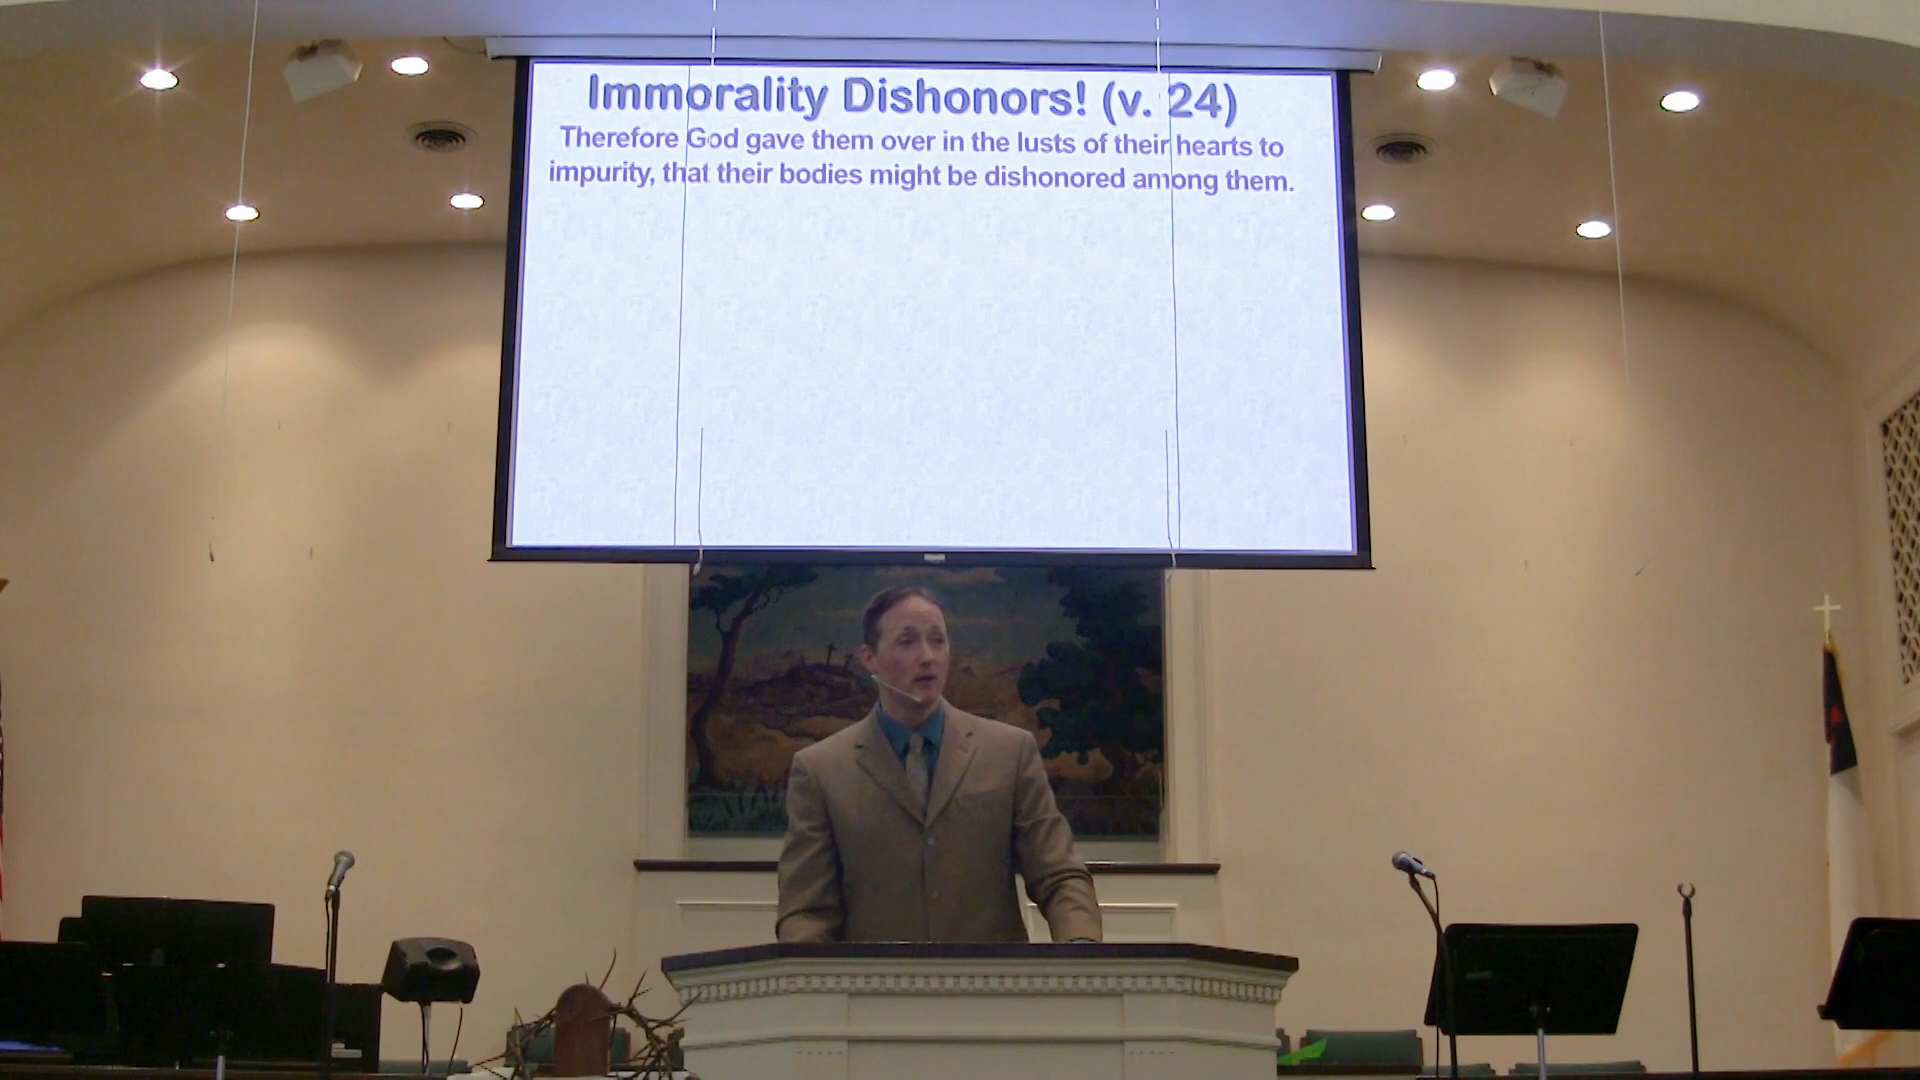 Immorality Dishonors! (v. 24)
Therefore God gave them over in the lusts of their hearts to
impurity, that their bodies might be dishonored among them.